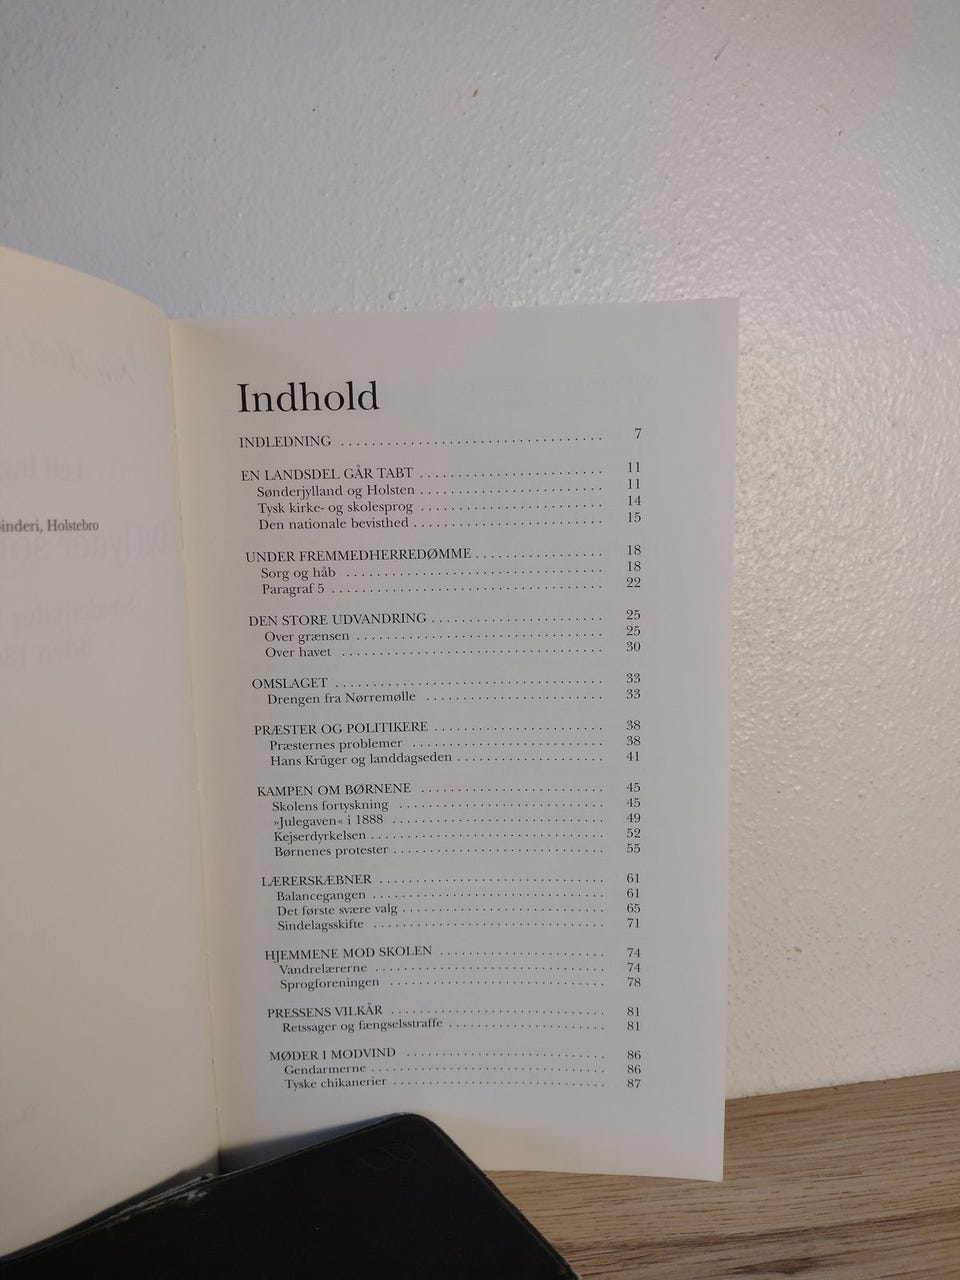 binderi, Holstebro
Indhold
INDLEDNING . . . . . . . . . . . . . . . . . . . . . . . . . . . . . . . . . . 7
EN LANDSDEL GÅR TABT . . . . . . . . . . . . . . . . . . . . . . . . 11
Sønderjylland og Holsten . . . . . . . . . . . . . . . . . . . . . . . . 11
Tysk kirke- og skolesprog . . . . . . . . . . . . . . . . . . . . . . . . 14
Den nationale bevisthed . . . . . . . . . . . . . . . . . . . . . . . . . 15
UNDER FREMMEDHERREDØMME . . . . . . . . . . . . . . . . . 18
Sorg og håb . . . . . . . . . . . . . . . . . . . . . . . . . . . . . . . . . 18
Paragraf 5 . . . . . . . . . . . . . . . . . . . . . . . . . . . . . . . . . . . 22
DEN STORE UDVANDRING . . . . . . . . . . . . . . . . . . . . . . . 25
Over grænsen . . . . . . . . . . . . . . . . . . . . . . . . . . . . . . . . 25
Over havet . . . . . . . . . . . . . . . . . . . . . . . . . . . . . . . . . . 30
OMSLAGET . . . . . . . . . . . . . . . . . . . . . . . . . . . . . . . . . . 33
Drengen fra Nørremølle . . . . . . . . . . . . . . . . . . . . . . . . 33
PRÆSTER OG POLITIKERE . . . . . . . . . . . . . . . . . . . . . . . 38
Præsternes problemer . . . . . . . . . . . . . . . . . . . . . . . . . 38
Hans Krüger og landdagseden . . . . . . . . . . . . . . . . . . . 41
KAMPEN OM BØRNENE . . . . . . . . . . . . . . . . . . . . . . . . 45
Skolens fortyskning . . . . . . . . . . . . . . . . . . . . . . . . . . . 45
»Julegaven« i 1888 . . . . . . . . . . . . . . . . . . . . . . . . . . . . 49
Kejserdyrkelsen . . . . . . . . . . . . . . . . . . . . . . . . . . . . . . 52
Børnenes protester . . . . . . . . . . . . . . . . . . . . . . . . . . . . 55
LÆRERSKÆBNER . . . . . . . . . . . . . . . . . . . . . . . . . . . . . 61
Balancegangen . . . . . . . . . . . . . . . . . . . . . . . . . . . . . . 61
Det første svære valg . . . . . . . . . . . . . . . . . . . . . . . . . . 65
Sindelagsskifte . . . . . . . . . . . . . . . . . . . . . . . . . . . . . . 71
HJEMMENE MOD SKOLEN . . . . . . . . . . . . . . . . . . . . . . 74
Vandrelærerne . . . . . . . . . . . . . . . . . . . . . . . . . . . . . . 74
Sprogforeningen . . . . . . . . . . . . . . . . . . . . . . . . . . . . 78
PRESSENS VILKÅR . . . . . . . . . . . . . . . . . . . . . . . . . . . . 81
Retssager og fængselsstraffe . . . . . . . . . . . . . . . . . . . . 81
MØDER I MODVIND . . . . . . . . . . . . . . . . . . . . . . . . . . 86
Gendarmerne . . . . . . . . . . . . . . . . . . . . . . . . . . . . . . . 86
Tyske chikanerier . . . . . . . . . . . . . . . . . . . . . . . . . . . . 87